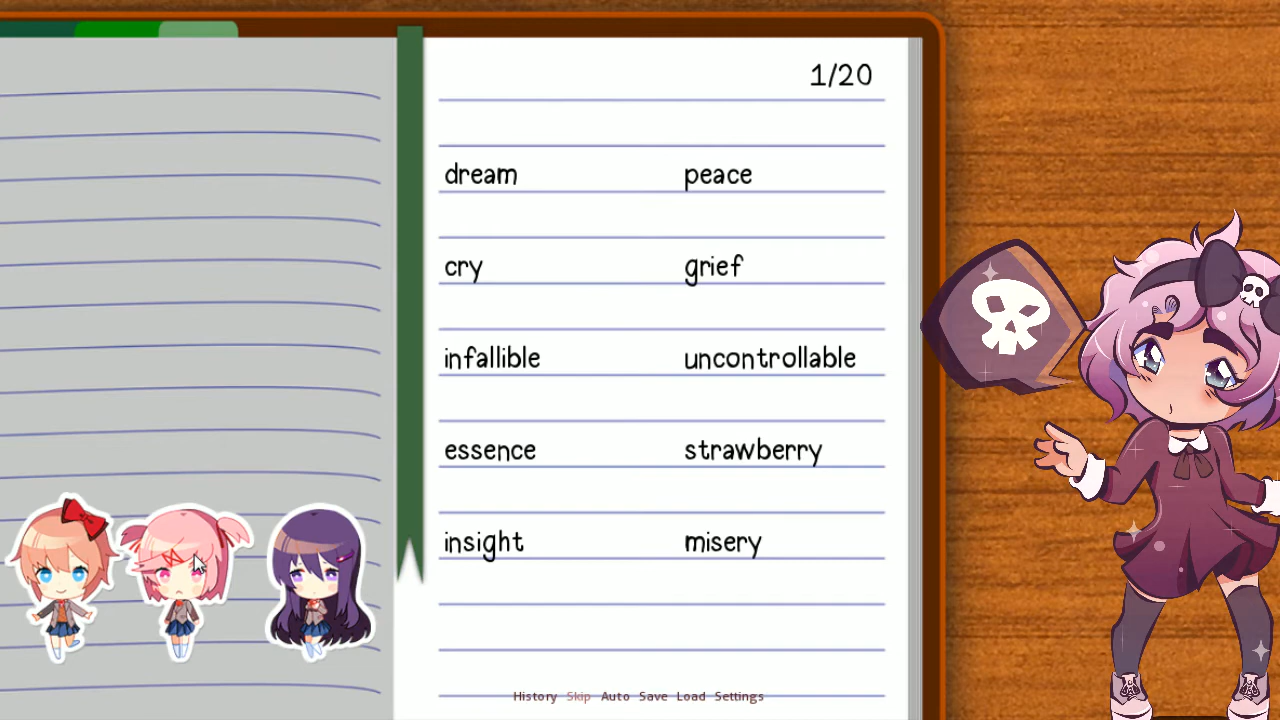 1/20
dream peace
cry grief
infallible uncontrollable
essence strawberry
insight misery
History Skip Auto Save Load Settings